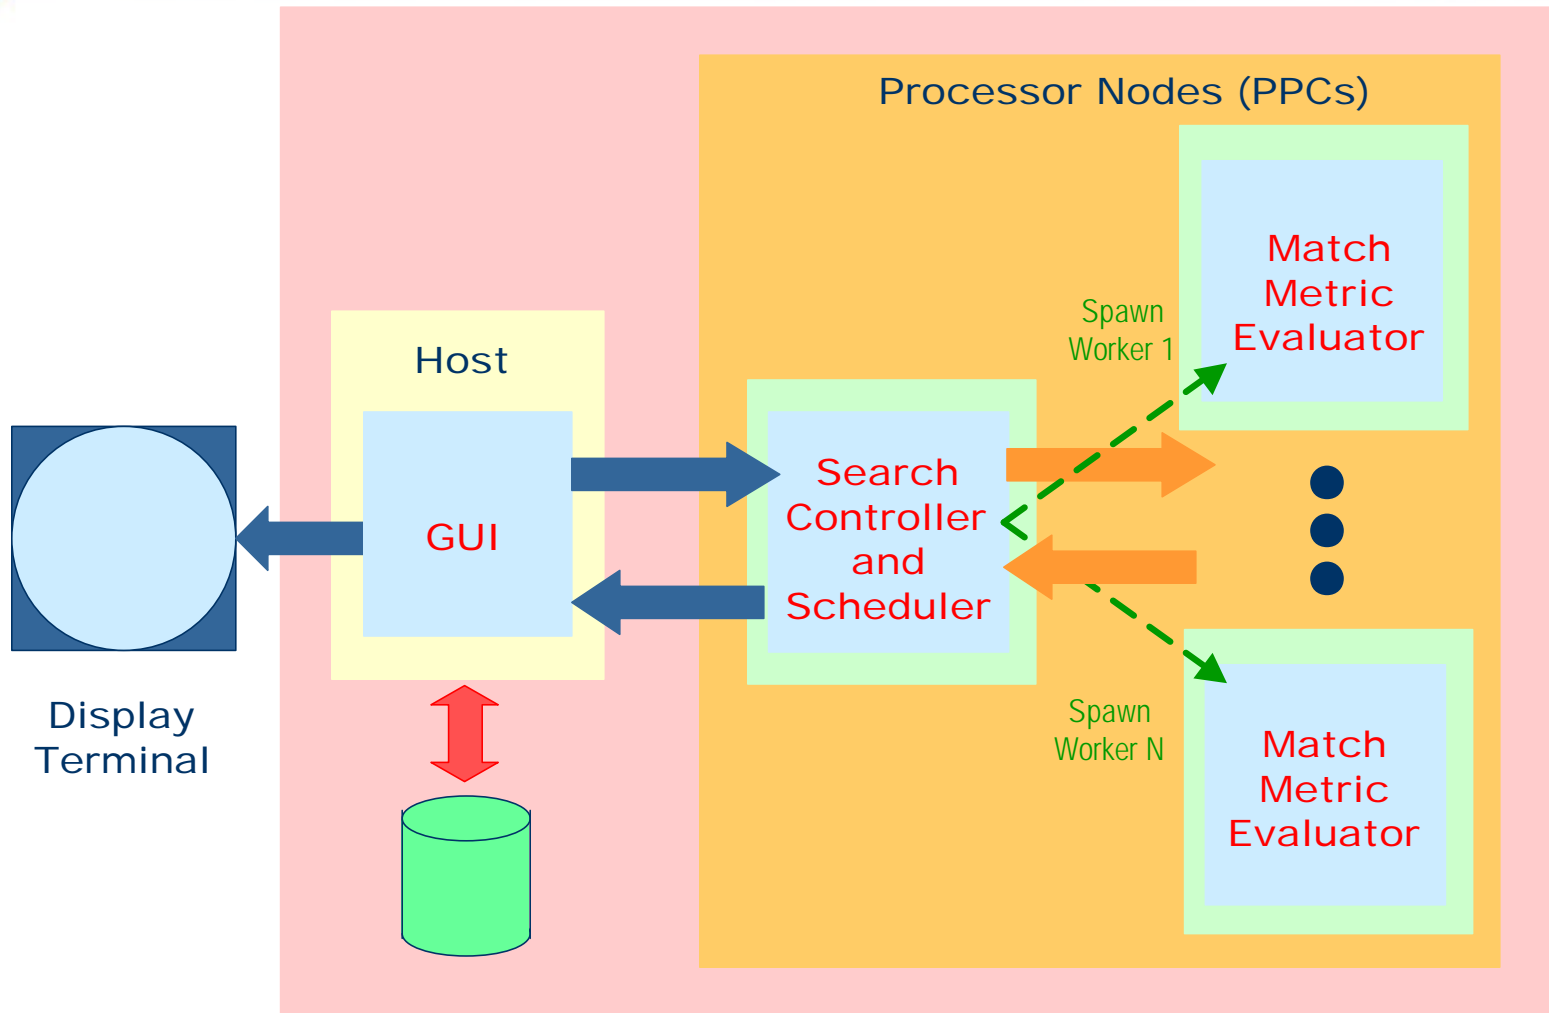 Processor Nodes (PPCs)
Match
Metric
Evaluator
Spawn
Worker 1
Host
GUI
Search
Controller
and
Scheduler
Display
Terminal
Spawn
Worker N
Match
Metric
Evaluator